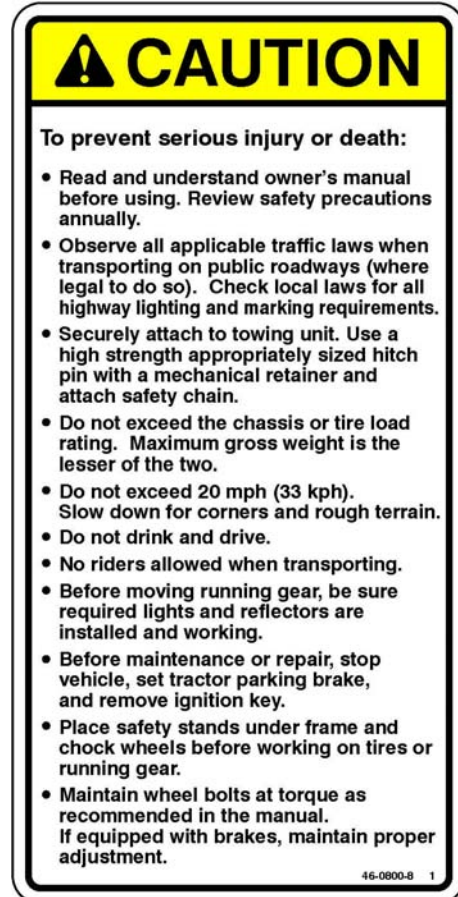 CAUTION
To prevent serious injury or death:
• Read and understand owner's manual
before using. Review safety precautions
annually.
• Observe all applicable traffic laws when
transporting on public roadways (where
legal to do so). Check local laws for all
highway lighting and marking requirements.
• Securely attach to towing unit. Use a
high strength appropriately sized hitch
pin with a mechanical retainer and
attach safety chain.
• Do not exceed the chassis or tire load
rating. Maximum gross weight is the
lesser of the two.
• Do not exceed 20 mph (33 kph).
Slow down for corners and rough terrain.
• Do not drink and drive.
• No riders allowed when transporting.
• Before moving running gear, be sure
required lights and reflectors are
installed and working.
• Before maintenance or repair, stop
vehicle, set tractor parking brake,
and remove ignition key.
• Place safety stands under frame and
chock wheels before working on tires or
running gear.
• Maintain wheel bolts at torque as
recommended in the manual.
If equipped with brakes, maintain proper
adjustment.
46-0800-8 1